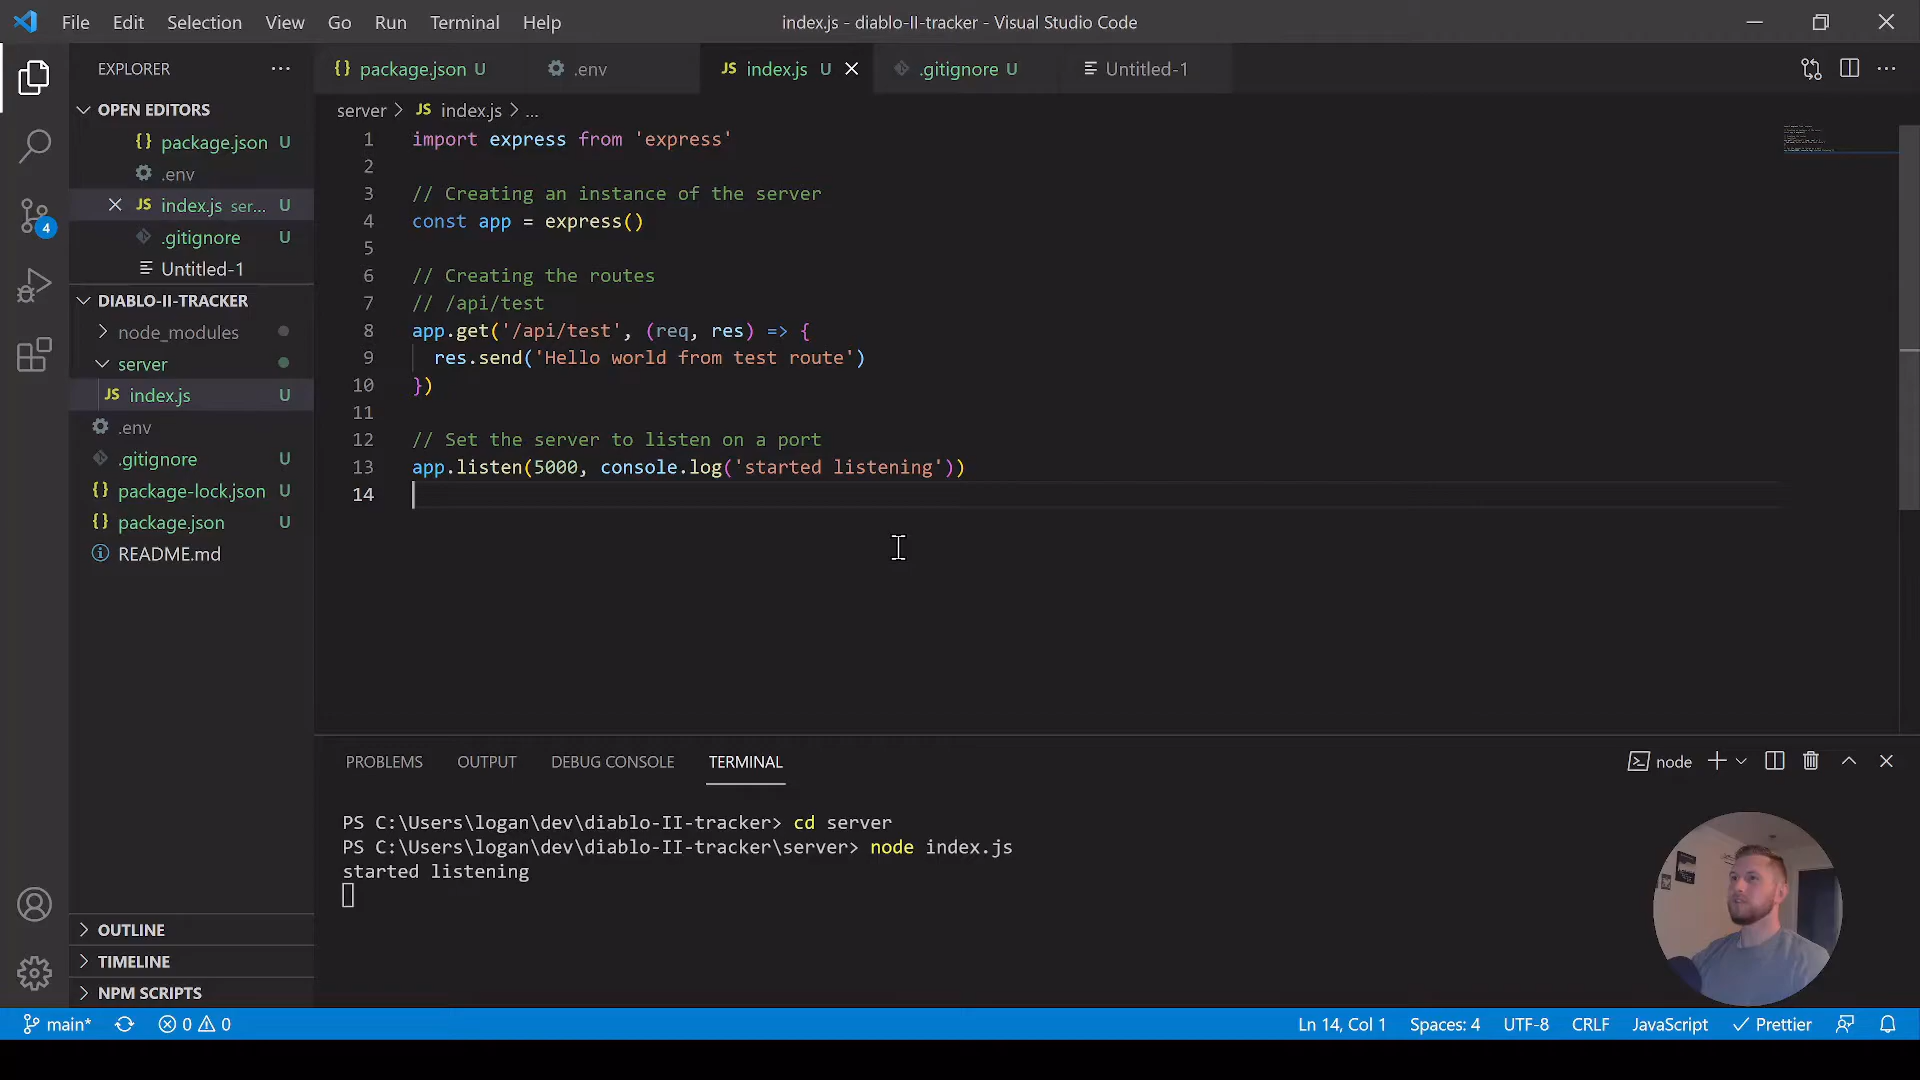 File Edit Selection View Go Run Terminal Help
index.js - diablo-II-tracker - Visual Studio Code
EXPLORER
package.json U
.env
JS index.js U
.gitignore U
Untitled-1
OPEN EDITORS
{} package.json U
.env
JS index.js ser... U
.gitignore U
Untitled-1
DIABLO-II-TRACKER
node_modules
server
JS index.js U
.env
.gitignore U
{} package-lock.json U
{} package.json U
README.md
OUTLINE
TIMELINE
NPM SCRIPTS
4
server > JS index.js > ...
1 import express from 'express'
2
3 // Creating an instance of the server
4 const app = express()
5
6 // Creating the routes
7 // /api/test
8 app.get('/api/test', (req, res) => {
9 res.send('Hello world from test route')
10 })
11
12 // Set the server to listen on a port
13 app.listen(5000, console.log('started listening'))
14
PROBLEMS OUTPUT DEBUG CONSOLE TERMINAL
node
PS C:\Users\logan\dev\diablo-II-tracker> cd server
PS C:\Users\logan\dev\diablo-II-tracker\server> node index.js
started listening
main* 0 0
Ln 14, Col 1 Spaces: 4 UTF-8 CRLF JavaScript Prettier